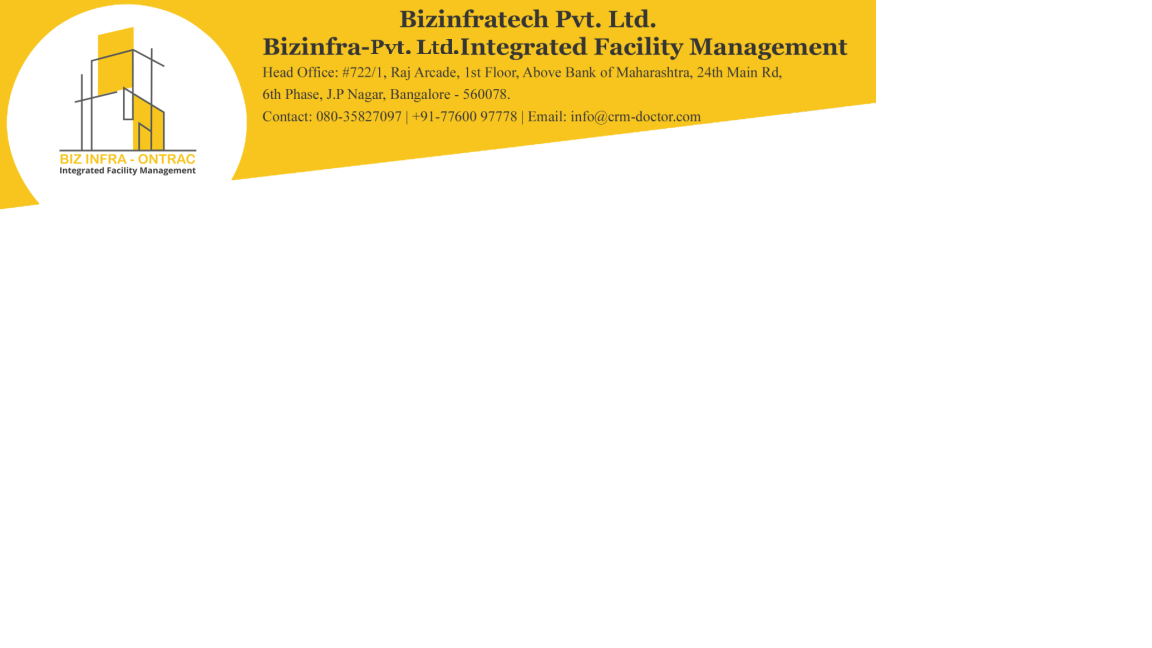 Bizinfratech Pvt. Ltd.
Bizinfra-Pvt. Ltd.Integrated Facility Management
Head Office: #722/1, Raj Arcade, 1st Floor, Above Bank of Maharashtra, 24th Main Rd,
6th Phase, J.P Nagar, Bangalore - 560078.
Contact: 080-35827097 | +91-77600 97778 | Email: info@crm-doctor.com
BIZ INFRA - ONTRAC
Integrated Facility Management